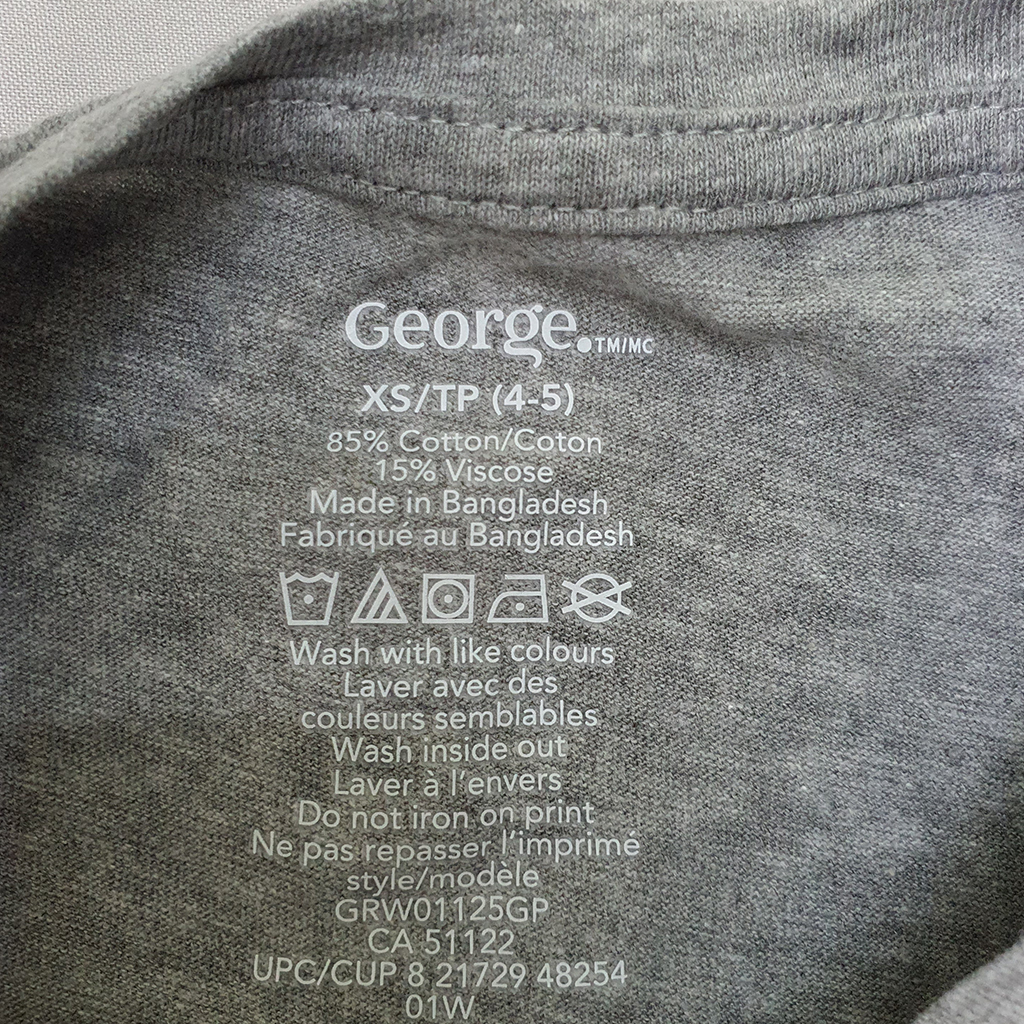 George.TM/MC
XS/TP (4-5)
85% Cotton/Coton
15% Viscose
Made in Bangladesh
Fabriqué au Bangladesh
Wash with like colours
Laver avec des
couleurs semblables
Wash inside out
Laver à l'envers
Do not iron on print
Ne pas repasser l'imprimé
style/modèle
GRW01125GP
CA 51122
UPC/CUP 8 21729 48254
01W